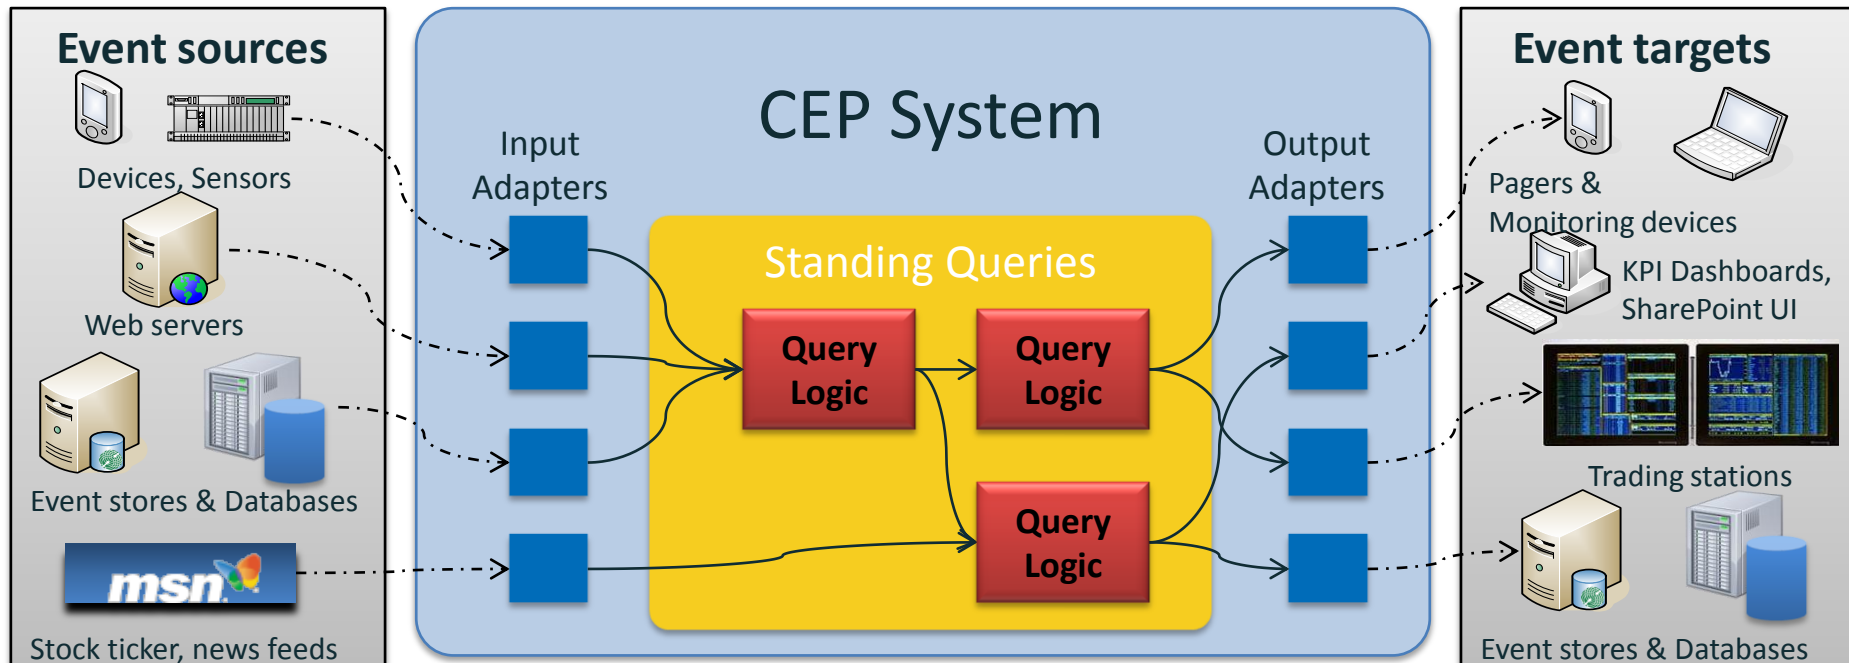 Event sources
Devices, Sensors
Web servers
Event stores & Databases
msn
Stock ticker, news feeds
CEP System
Input
Adapters
Output
Adapters
Standing Queries
Query
Logic
Query
Logic
Query
Logic
Event targets
Pagers &
Monitoring devices
KPI Dashboards,
SharePoint UI
Trading stations
Event stores & Databases